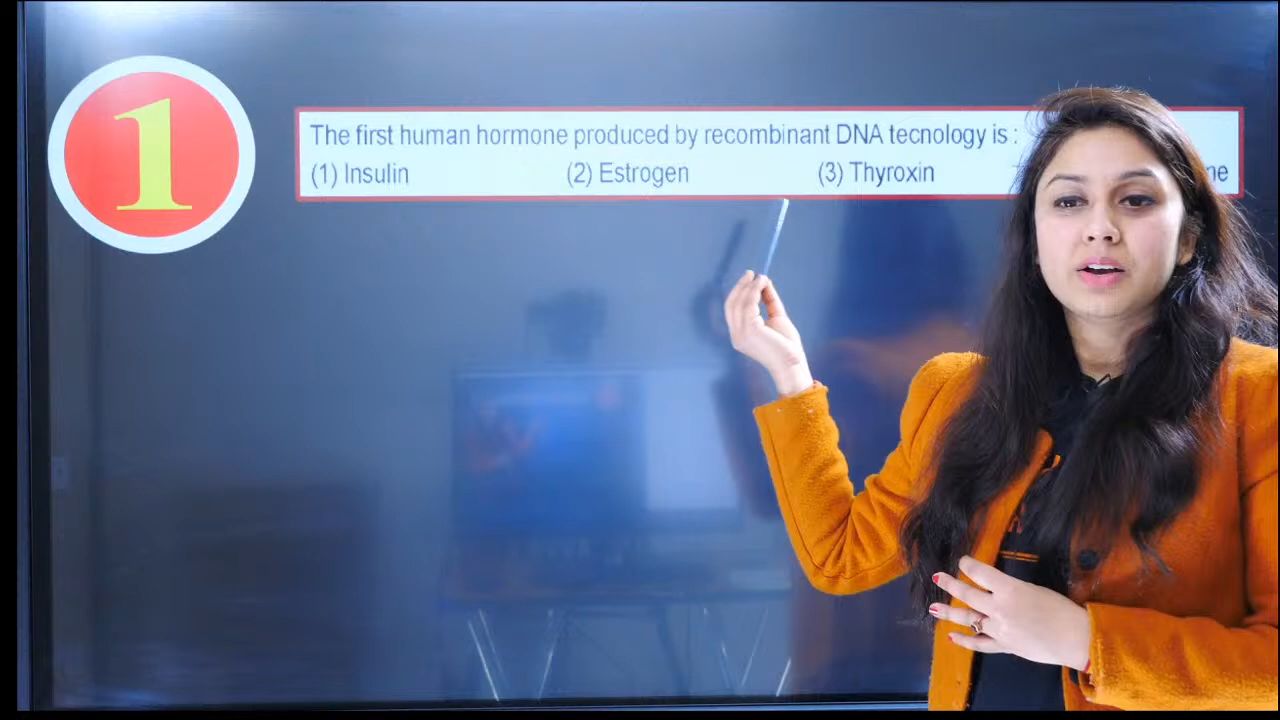 1
The first human hormone produced by recombinant DNA tecnology is :
(1) Insulin (2) Estrogen (3) Thyroxin